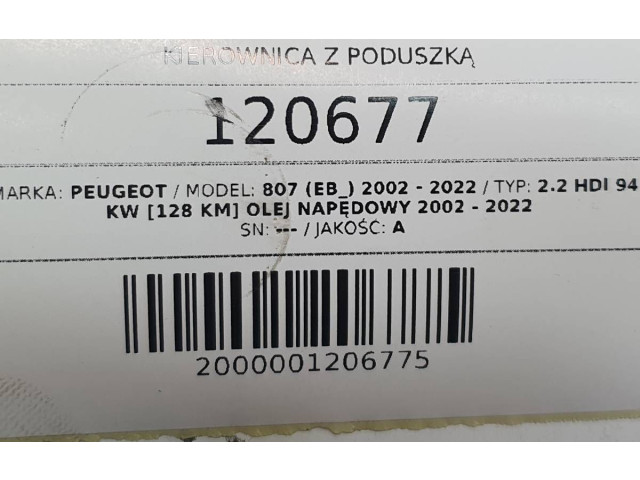 KIEROWNICA Z PODUSZKĄ
120677
MARKA: PEUGEOT / MODEL: 807 (EB_) 2002 - 2022 / TYP: 2.2 HDI 94
KW [128 KM] OLEJ NAPĘDOWY 2002 - 2022
SN: --- / JAKOŚĆ: A
2000001206775